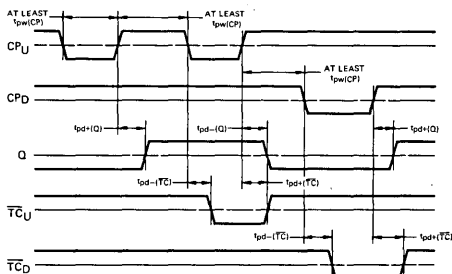 AT LEAST
tpw(CP)
AT LEAST
tpw(CP)
CPU
AT LEAST
tpw(CP)
CPD
tpd+(Q)
tpd−(Q)
tpd+(Q)
Q
tpd−(TC)
tpd+(TC)
TCU
tpd−(TC)
tpd+(TC)
TCD